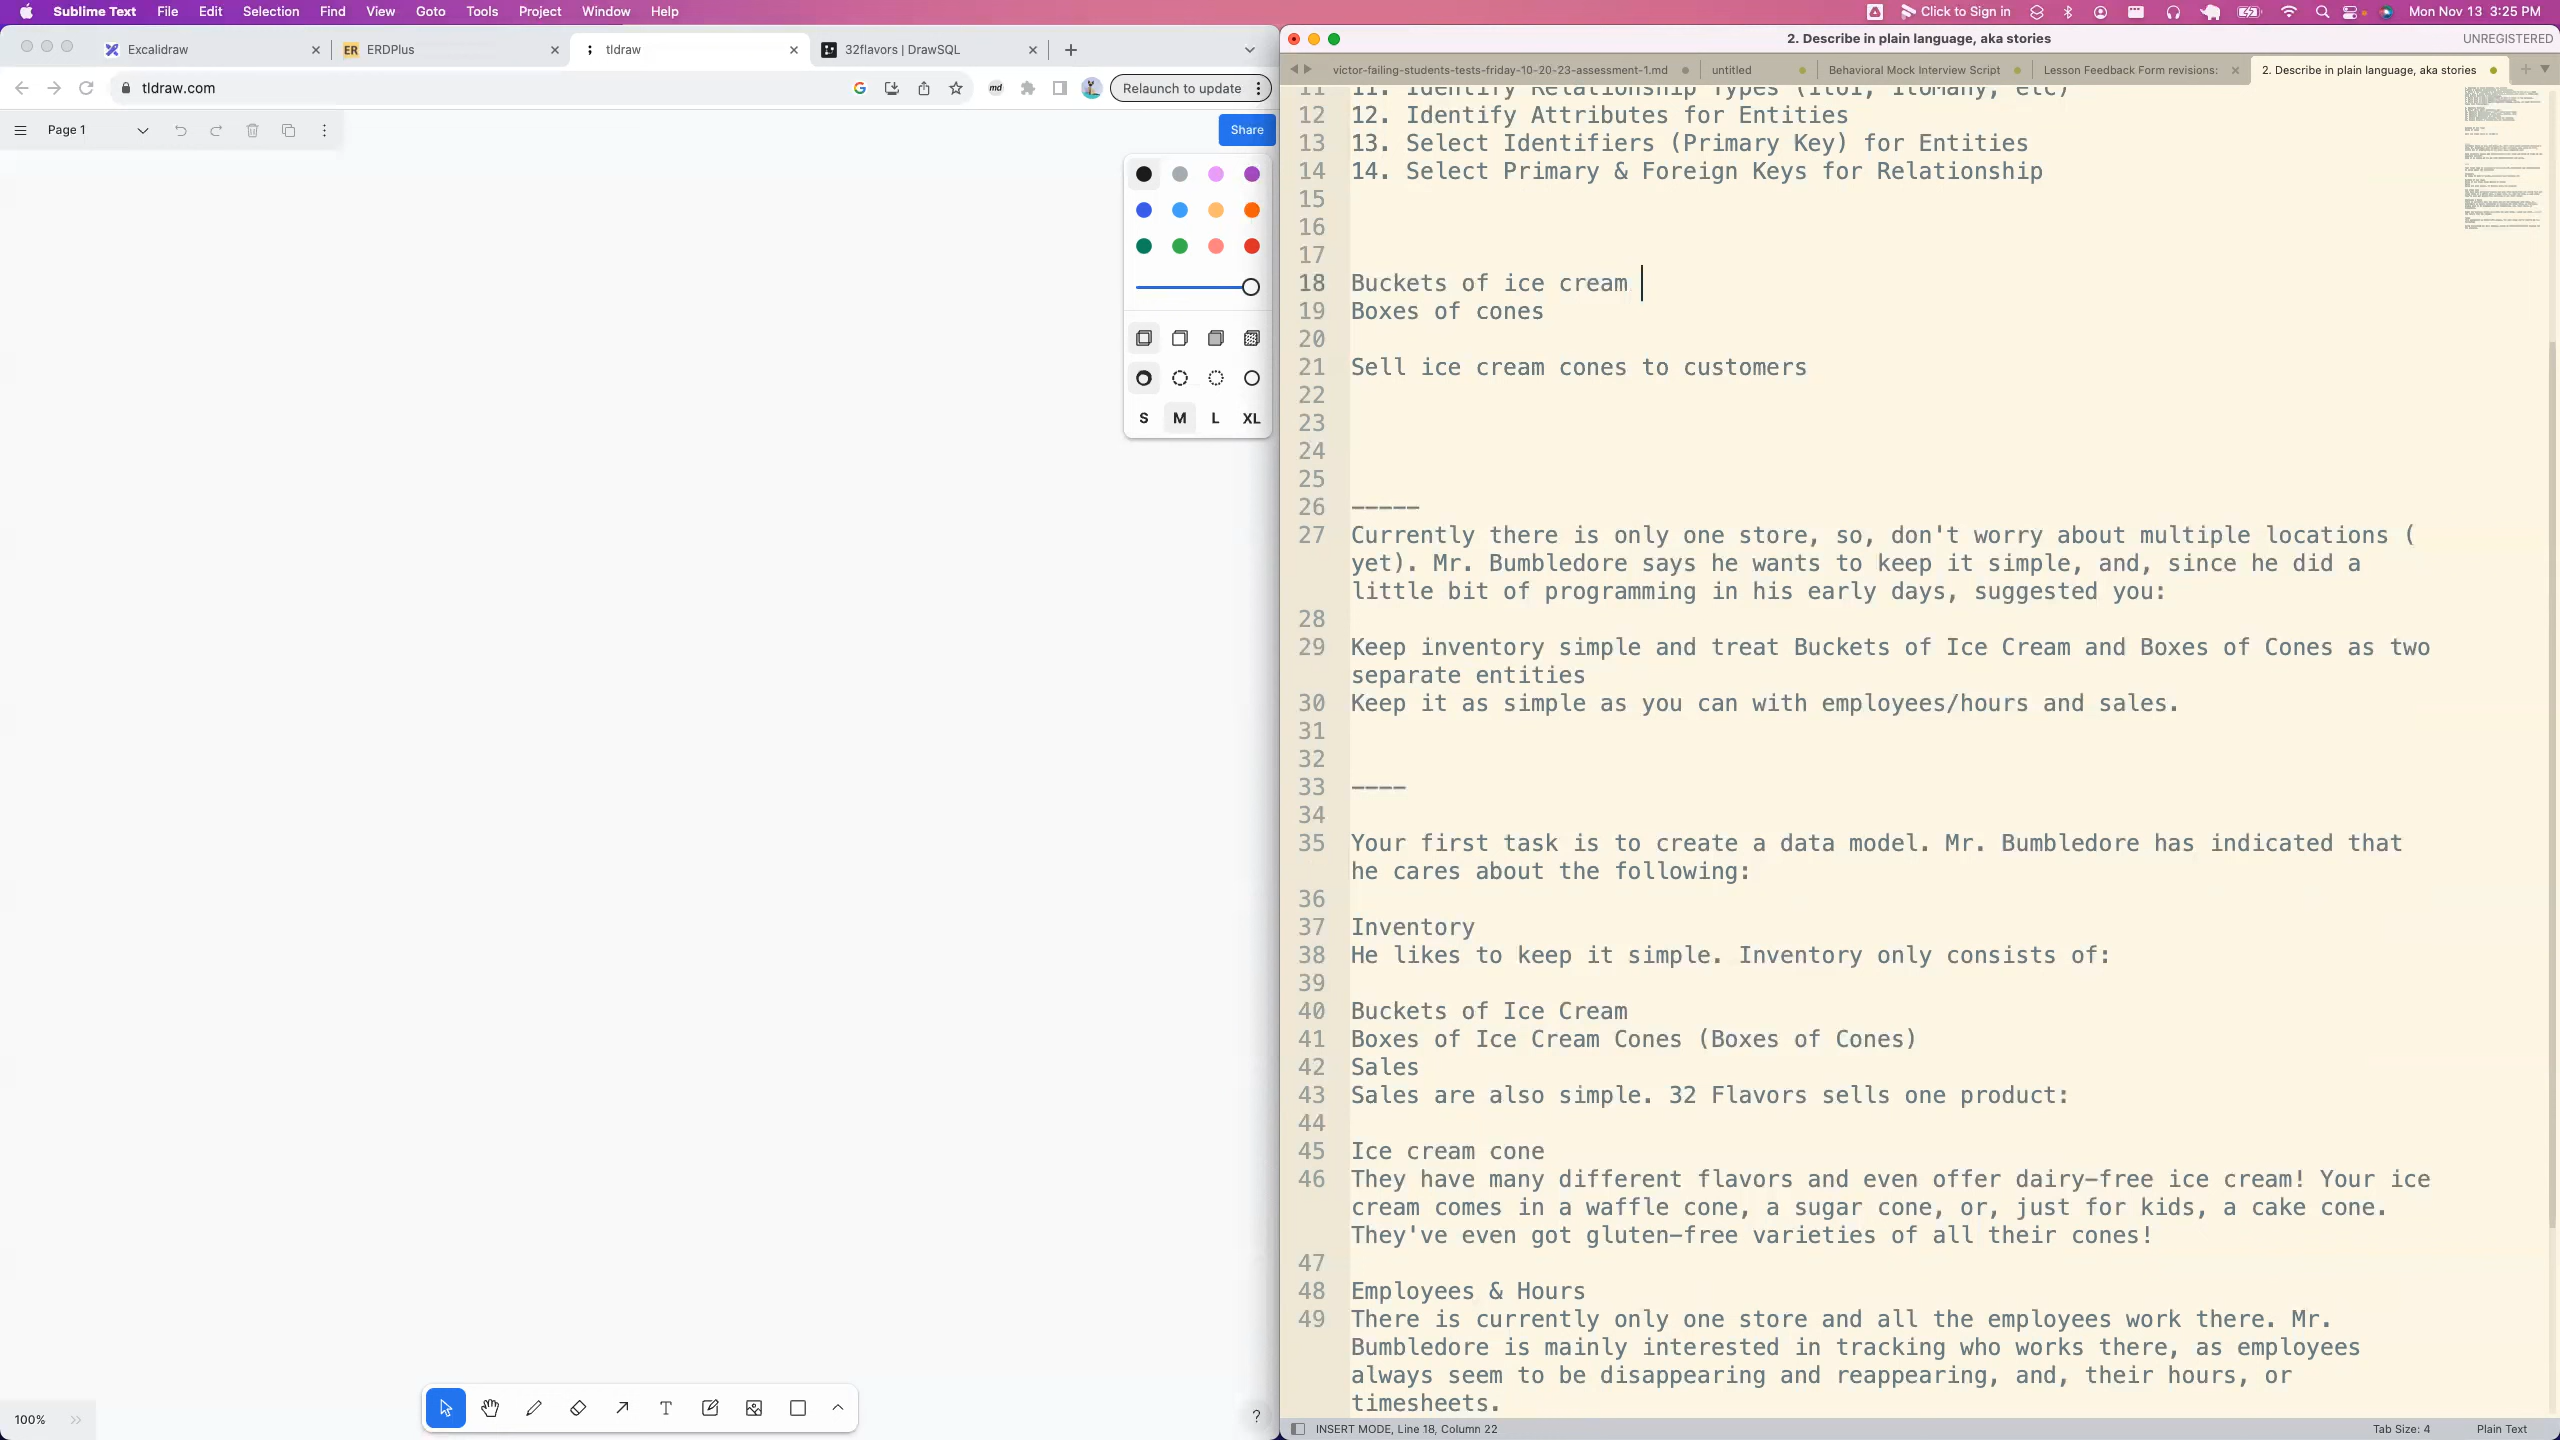 Sublime Text File Edit Selection Find View Goto Tools Project Window Help
Click to Sign in Mon Nov 13 3:25 PM
Excalidraw
ER ERDPlus
tldraw
32flavors | DrawSQL
tldraw.com
md
Relaunch to update
Page 1
Share
S M L XL
100%
?
2. Describe in plain language, aka stories
UNREGISTERED
victor-failing-students-tests-friday-10-20-23-assessment-1.md
untitled
Behavioral Mock Interview Script
Lesson Feedback Form revisions:
2. Describe in plain language, aka stories
11 11. Identify Relationship Types (1to1, 1toMany, etc)
12 12. Identify Attributes for Entities
13 13. Select Identifiers (Primary Key) for Entities
14 14. Select Primary & Foreign Keys for Relationship
15
16
17
18 Buckets of ice cream
19 Boxes of cones
20
21 Sell ice cream cones to customers
22
23
24
25
26 -----
27 Currently there is only one store, so, don't worry about multiple locations (
yet). Mr. Bumbledore says he wants to keep it simple, and, since he did a
little bit of programming in his early days, suggested you:
28
29 Keep inventory simple and treat Buckets of Ice Cream and Boxes of Cones as two
separate entities
30 Keep it as simple as you can with employees/hours and sales.
31
32
33 ----
34
35 Your first task is to create a data model. Mr. Bumbledore has indicated that
he cares about the following:
36
37 Inventory
38 He likes to keep it simple. Inventory only consists of:
39
40 Buckets of Ice Cream
41 Boxes of Ice Cream Cones (Boxes of Cones)
42 Sales
43 Sales are also simple. 32 Flavors sells one product:
44
45 Ice cream cone
46 They have many different flavors and even offer dairy-free ice cream! Your ice
cream comes in a waffle cone, a sugar cone, or, just for kids, a cake cone.
They've even got gluten-free varieties of all their cones!
47
48 Employees & Hours
49 There is currently only one store and all the employees work there. Mr.
Bumbledore is mainly interested in tracking who works there, as employees
always seem to be disappearing and reappearing, and, their hours, or
timesheets.
INSERT MODE, Line 18, Column 22
Tab Size: 4
Plain Text